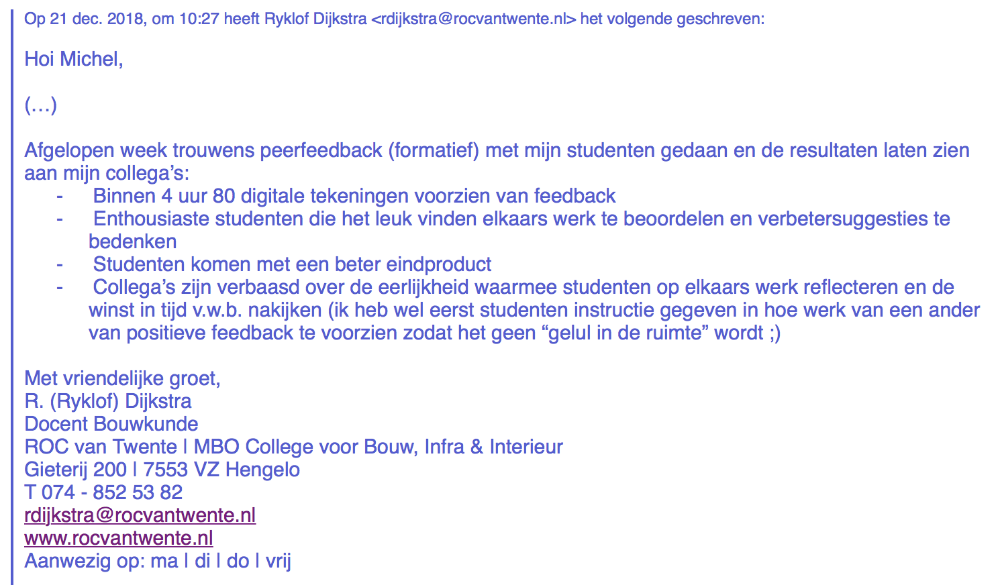 Op 21 dec. 2018, om 10:27 heeft Ryklof Dijkstra <rdijkstra@rocvantwente.nl> het volgende geschreven:
Hoi Michel,
(…)
Afgelopen week trouwens peerfeedback (formatief) met mijn studenten gedaan en de resultaten laten zien
aan mijn collega’s:
- Binnen 4 uur 80 digitale tekeningen voorzien van feedback
- Enthousiaste studenten die het leuk vinden elkaars werk te beoordelen en verbetersuggesties te
bedenken
- Studenten komen met een beter eindproduct
- Collega’s zijn verbaasd over de eerlijkheid waarmee studenten op elkaars werk reflecteren en de
winst in tijd v.w.b. nakijken (ik heb wel eerst studenten instructie gegeven in hoe werk van een ander
van positieve feedback te voorzien zodat het geen “gelul in de ruimte” wordt ;)
Met vriendelijke groet,
R. (Ryklof) Dijkstra
Docent Bouwkunde
ROC van Twente | MBO College voor Bouw, Infra & Interieur
Gieterij 200 | 7553 VZ Hengelo
T 074 - 852 53 82
rdijkstra@rocvantwente.nl
www.rocvantwente.nl
Aanwezig op: ma | di | do | vrij